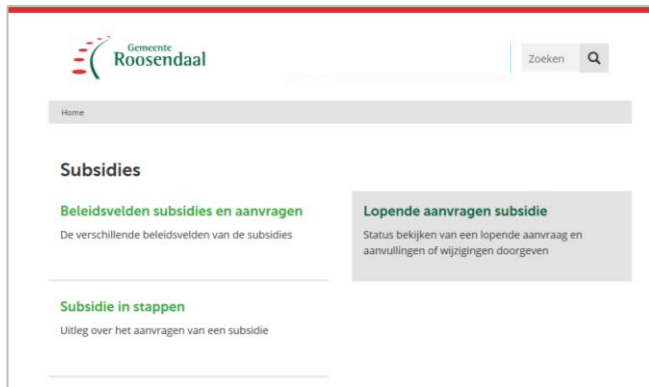 Gemeente
Roosendaal
Zoeken
Home
Subsidies
Beleidsvelden subsidies en aanvragen
De verschillende beleidsvelden van de subsidies
Lopende aanvragen subsidie
Status bekijken van een lopende aanvraag en
aanvullingen of wijzigingen doorgeven
Subsidie in stappen
Uitleg over het aanvragen van een subsidie